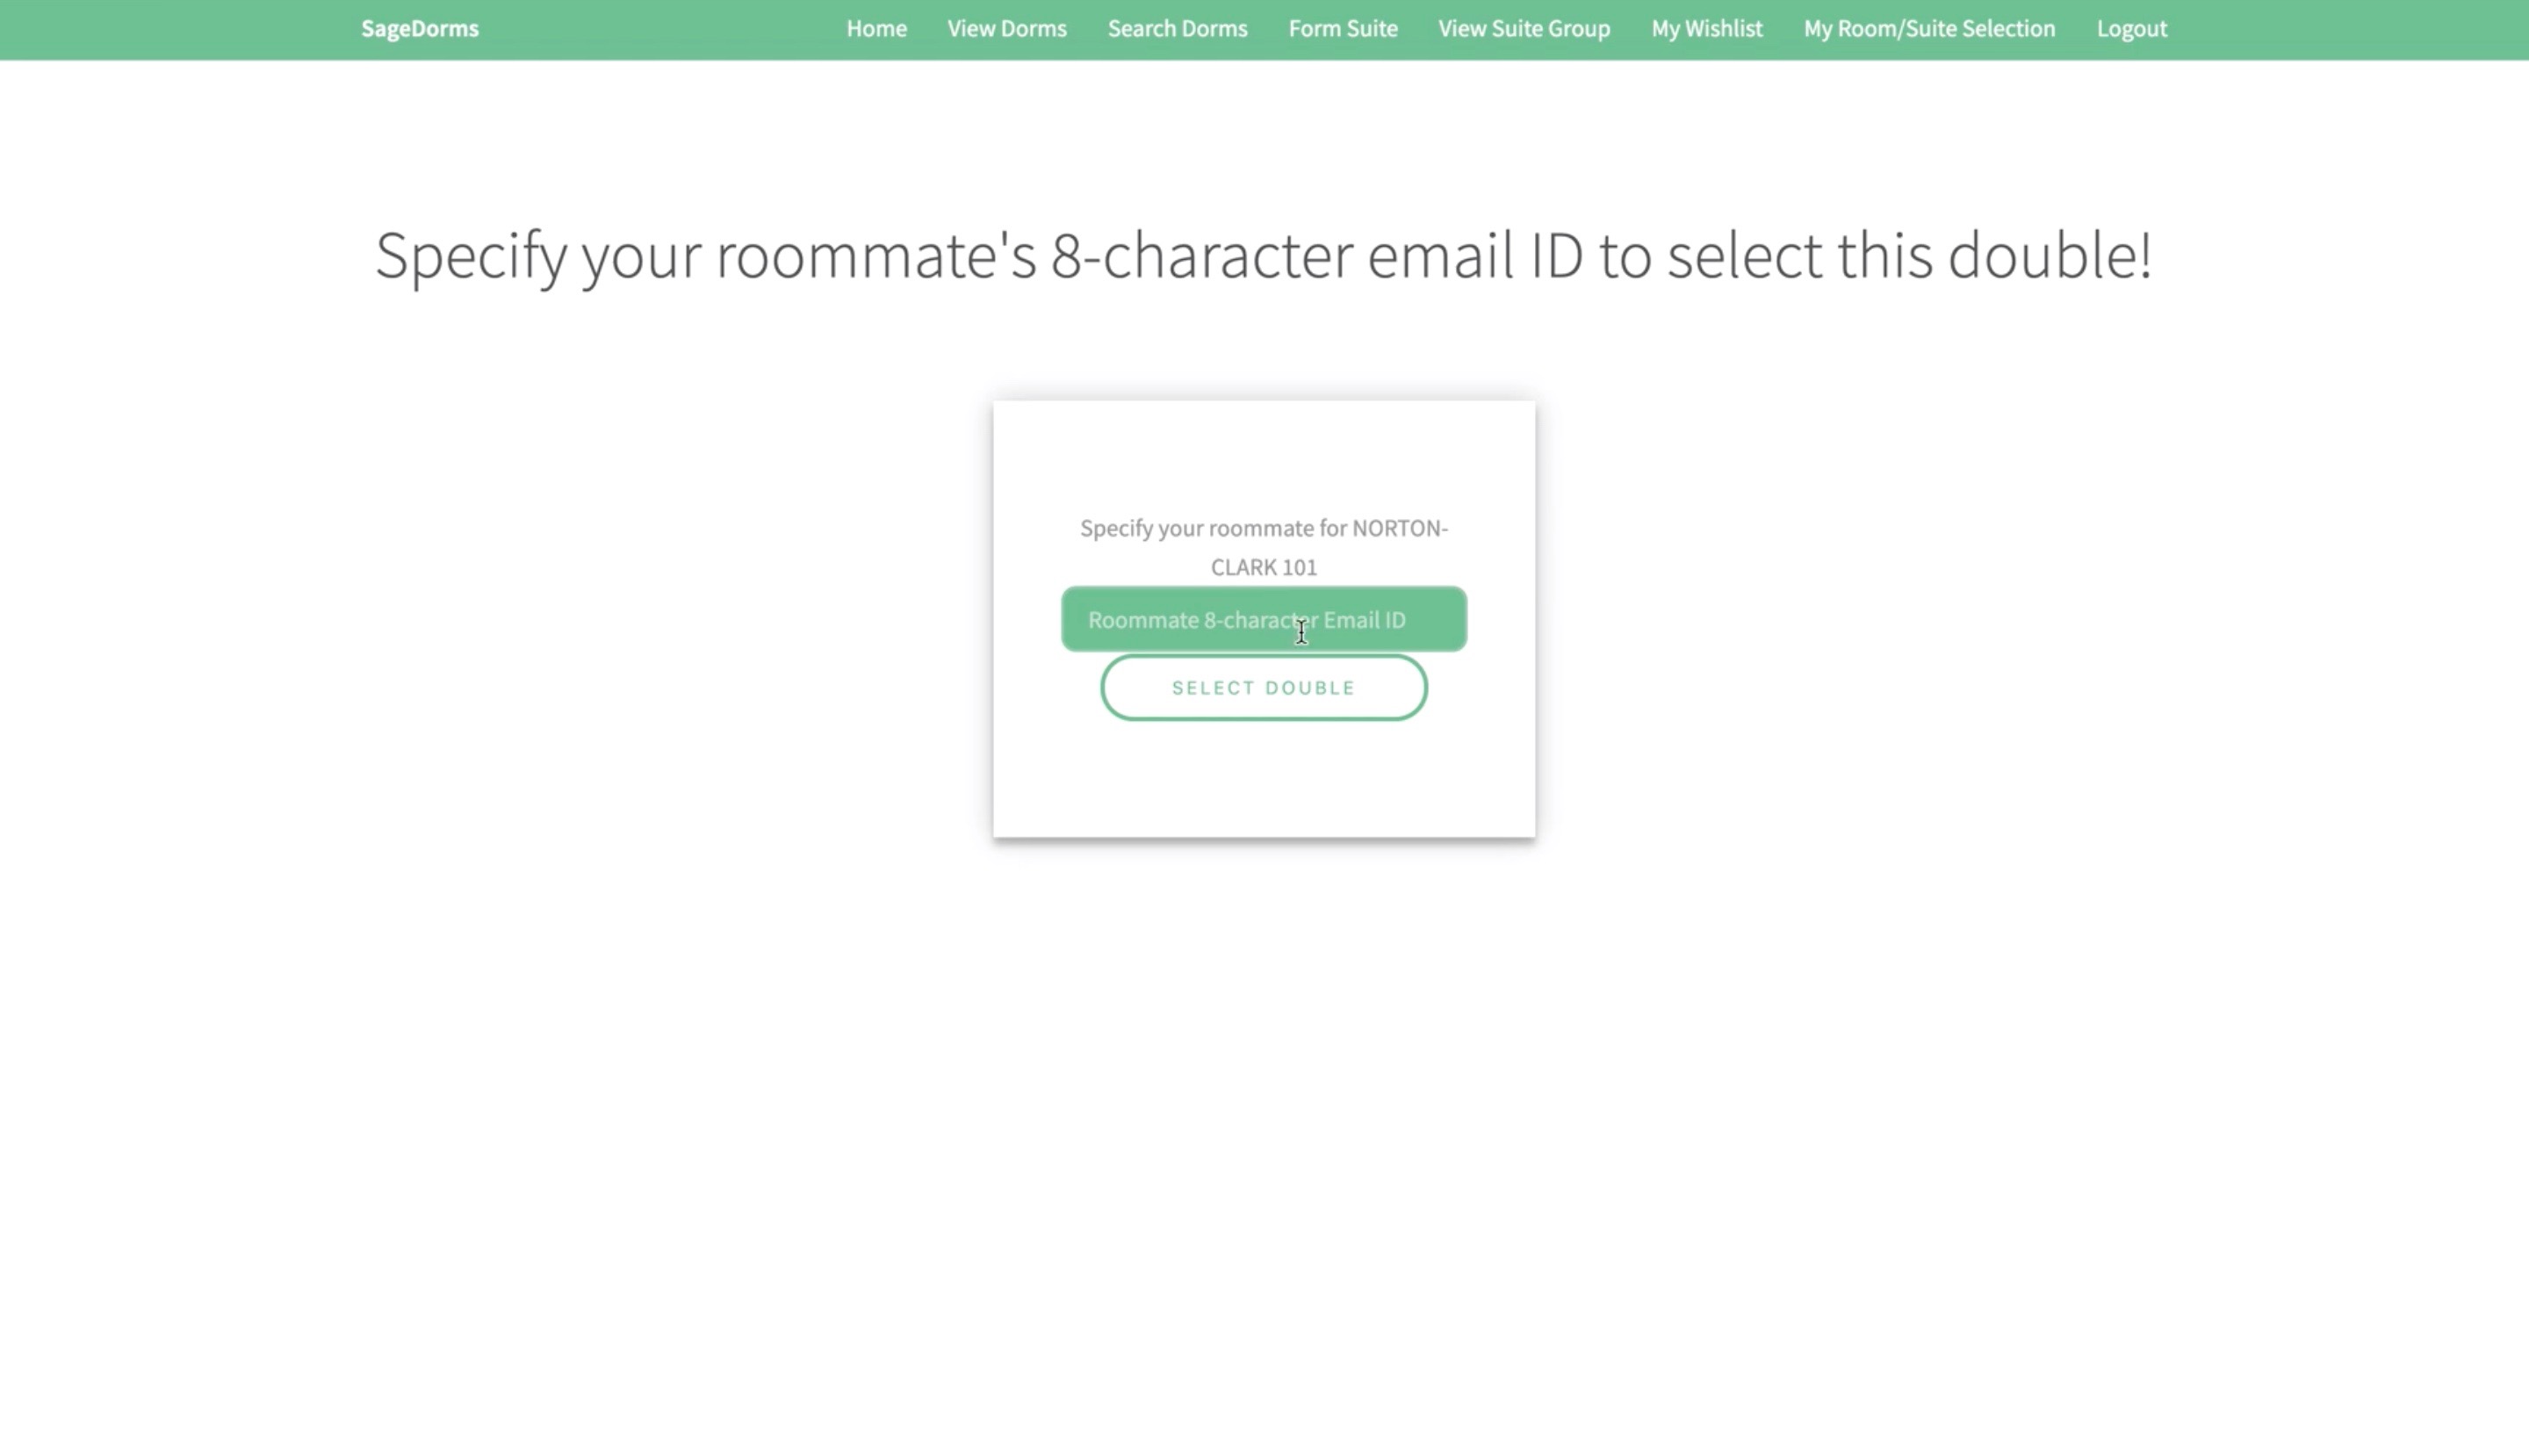 SageDorms Home View Dorms Search Dorms Form Suite View Suite Group My Wishlist My Room/Suite Selection Logout
Specify your roommate's 8-character email ID to select this double!
Specify your roommate for NORTON-
CLARK 101
Roommate 8-character Email ID
SELECT DOUBLE